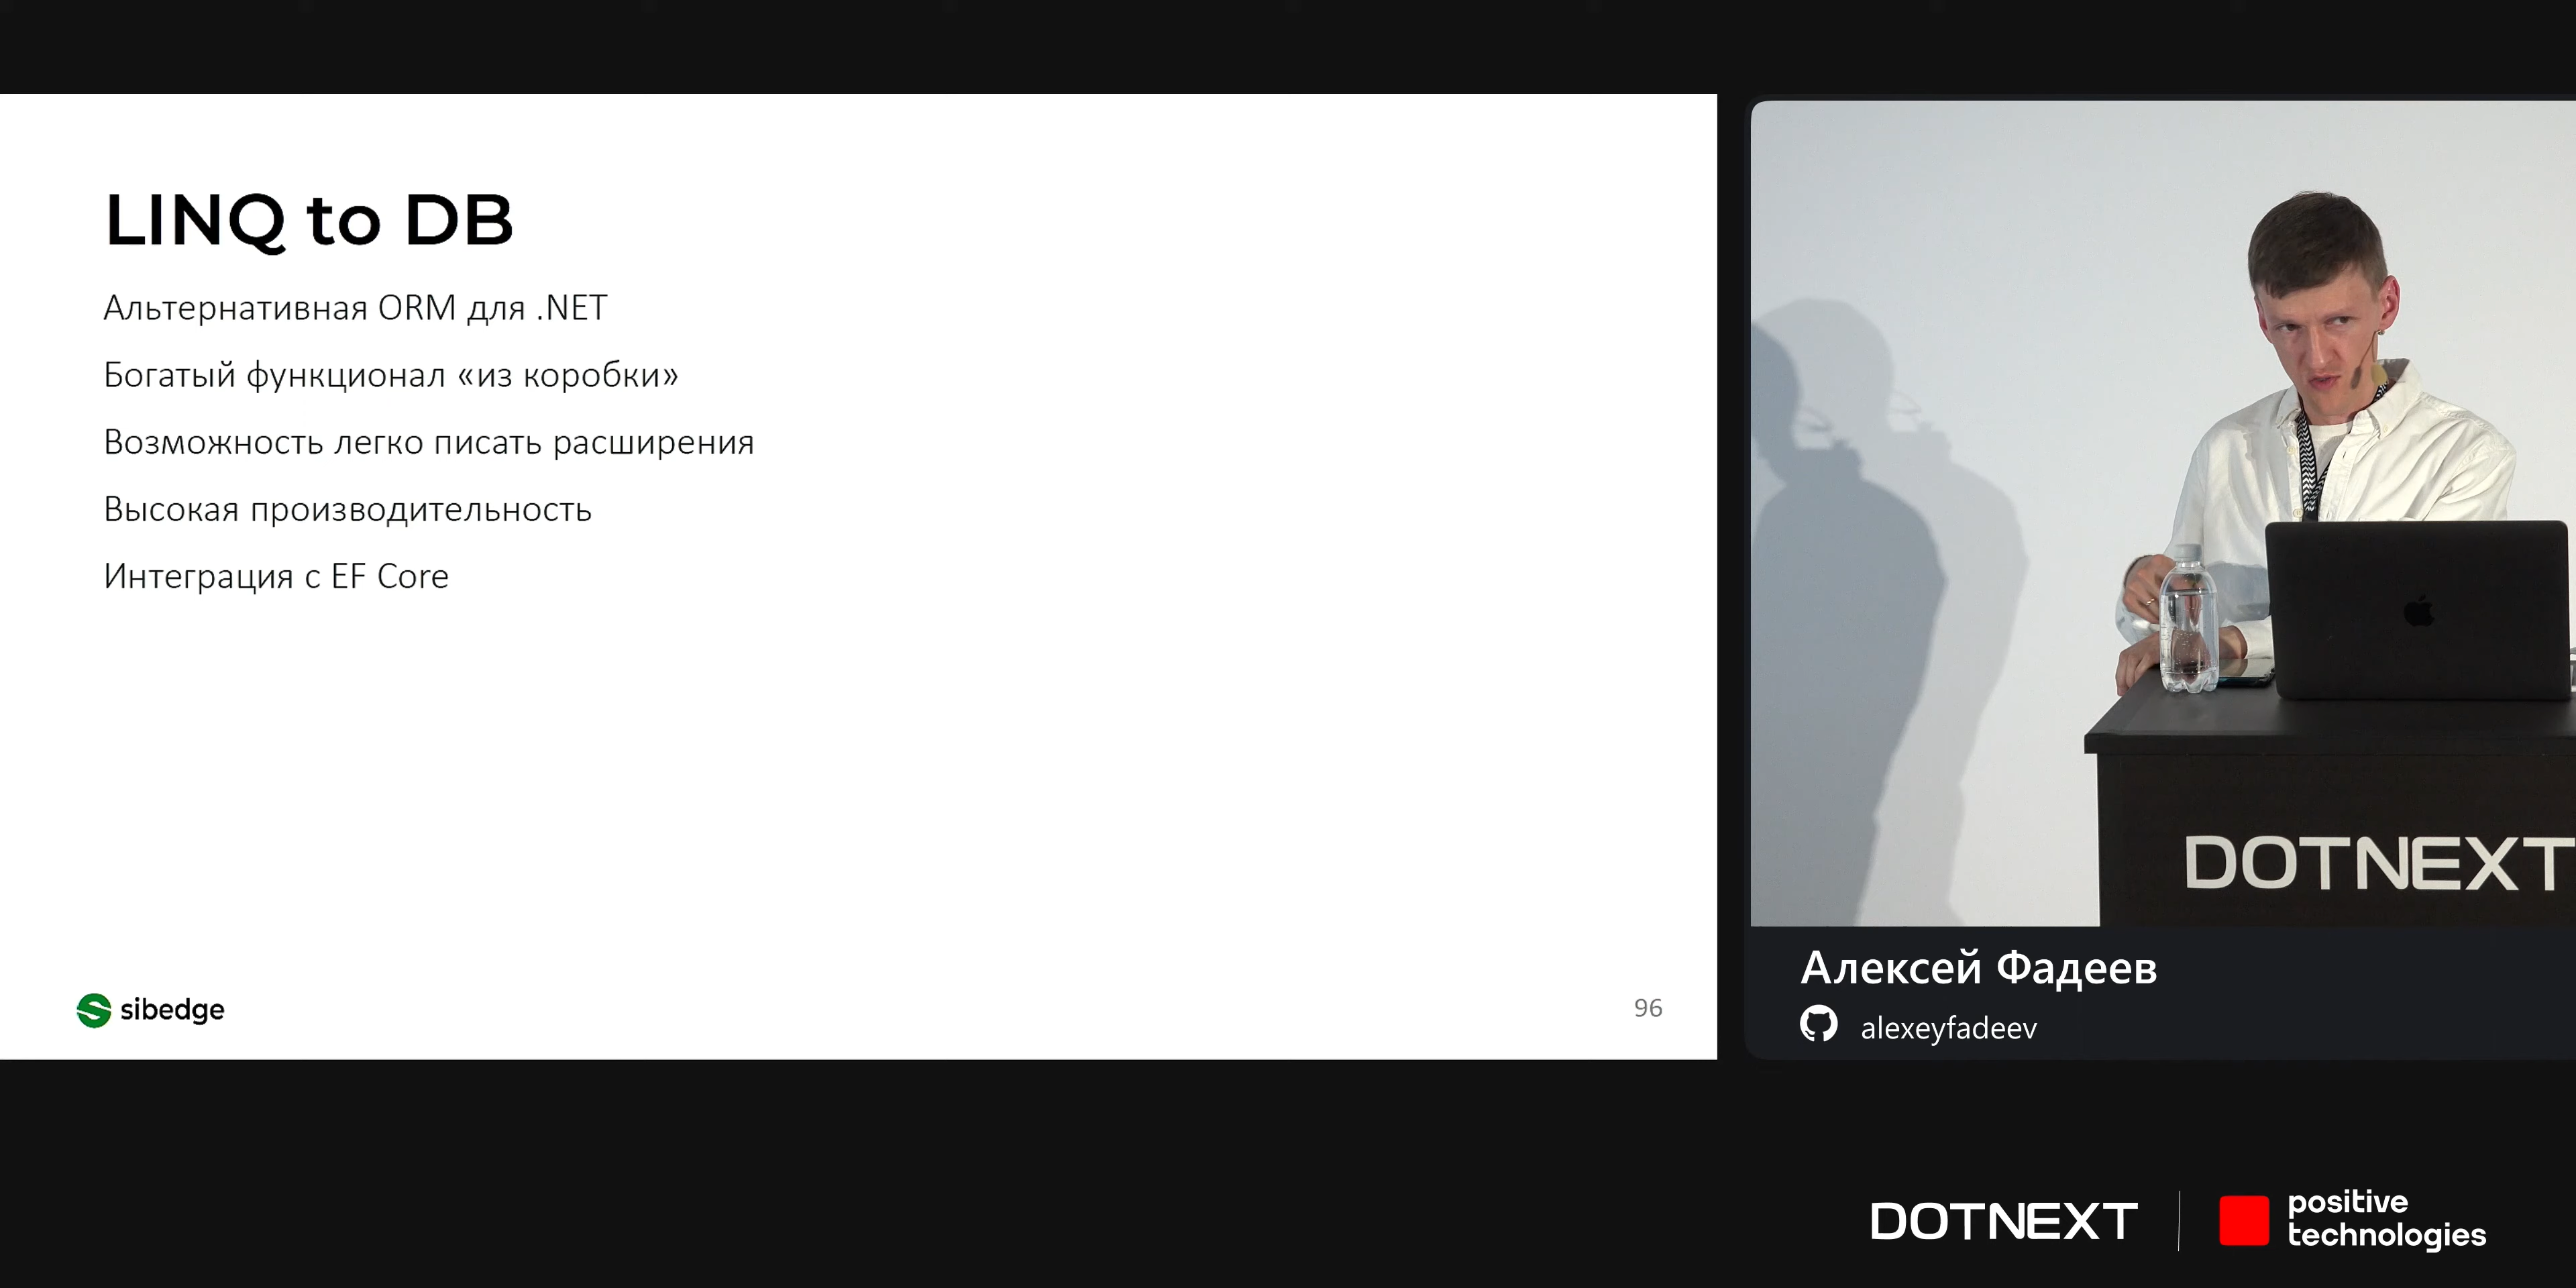 LINQ to DB
Альтернативная ORM для .NET
Богатый функционал «из коробки»
Возможность легко писать расширения
Высокая производительность
Интеграция с EF Core
sibedge
96
DOTNEXT
Алексей Фадеев
alexeyfadeev
DOTNEXT
positive
technologies